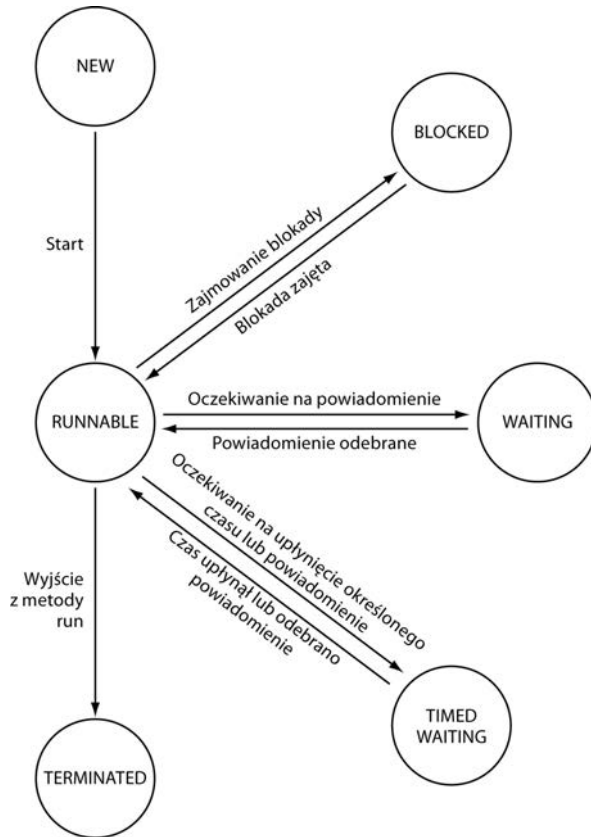 NEW
BLOCKED
Start
Zajmowanie blokady
Blokada zajęta
RUNNABLE
Oczekiwanie na powiadomienie
Powiadomienie odebrane
WAITING
Oczekiwanie na upłynięcie określonego
czasu lub powiadomienie
Czas upłynął lub odebrano
powiadomienie
Wyjście
z metody
run
TIMED
WAITING
TERMINATED